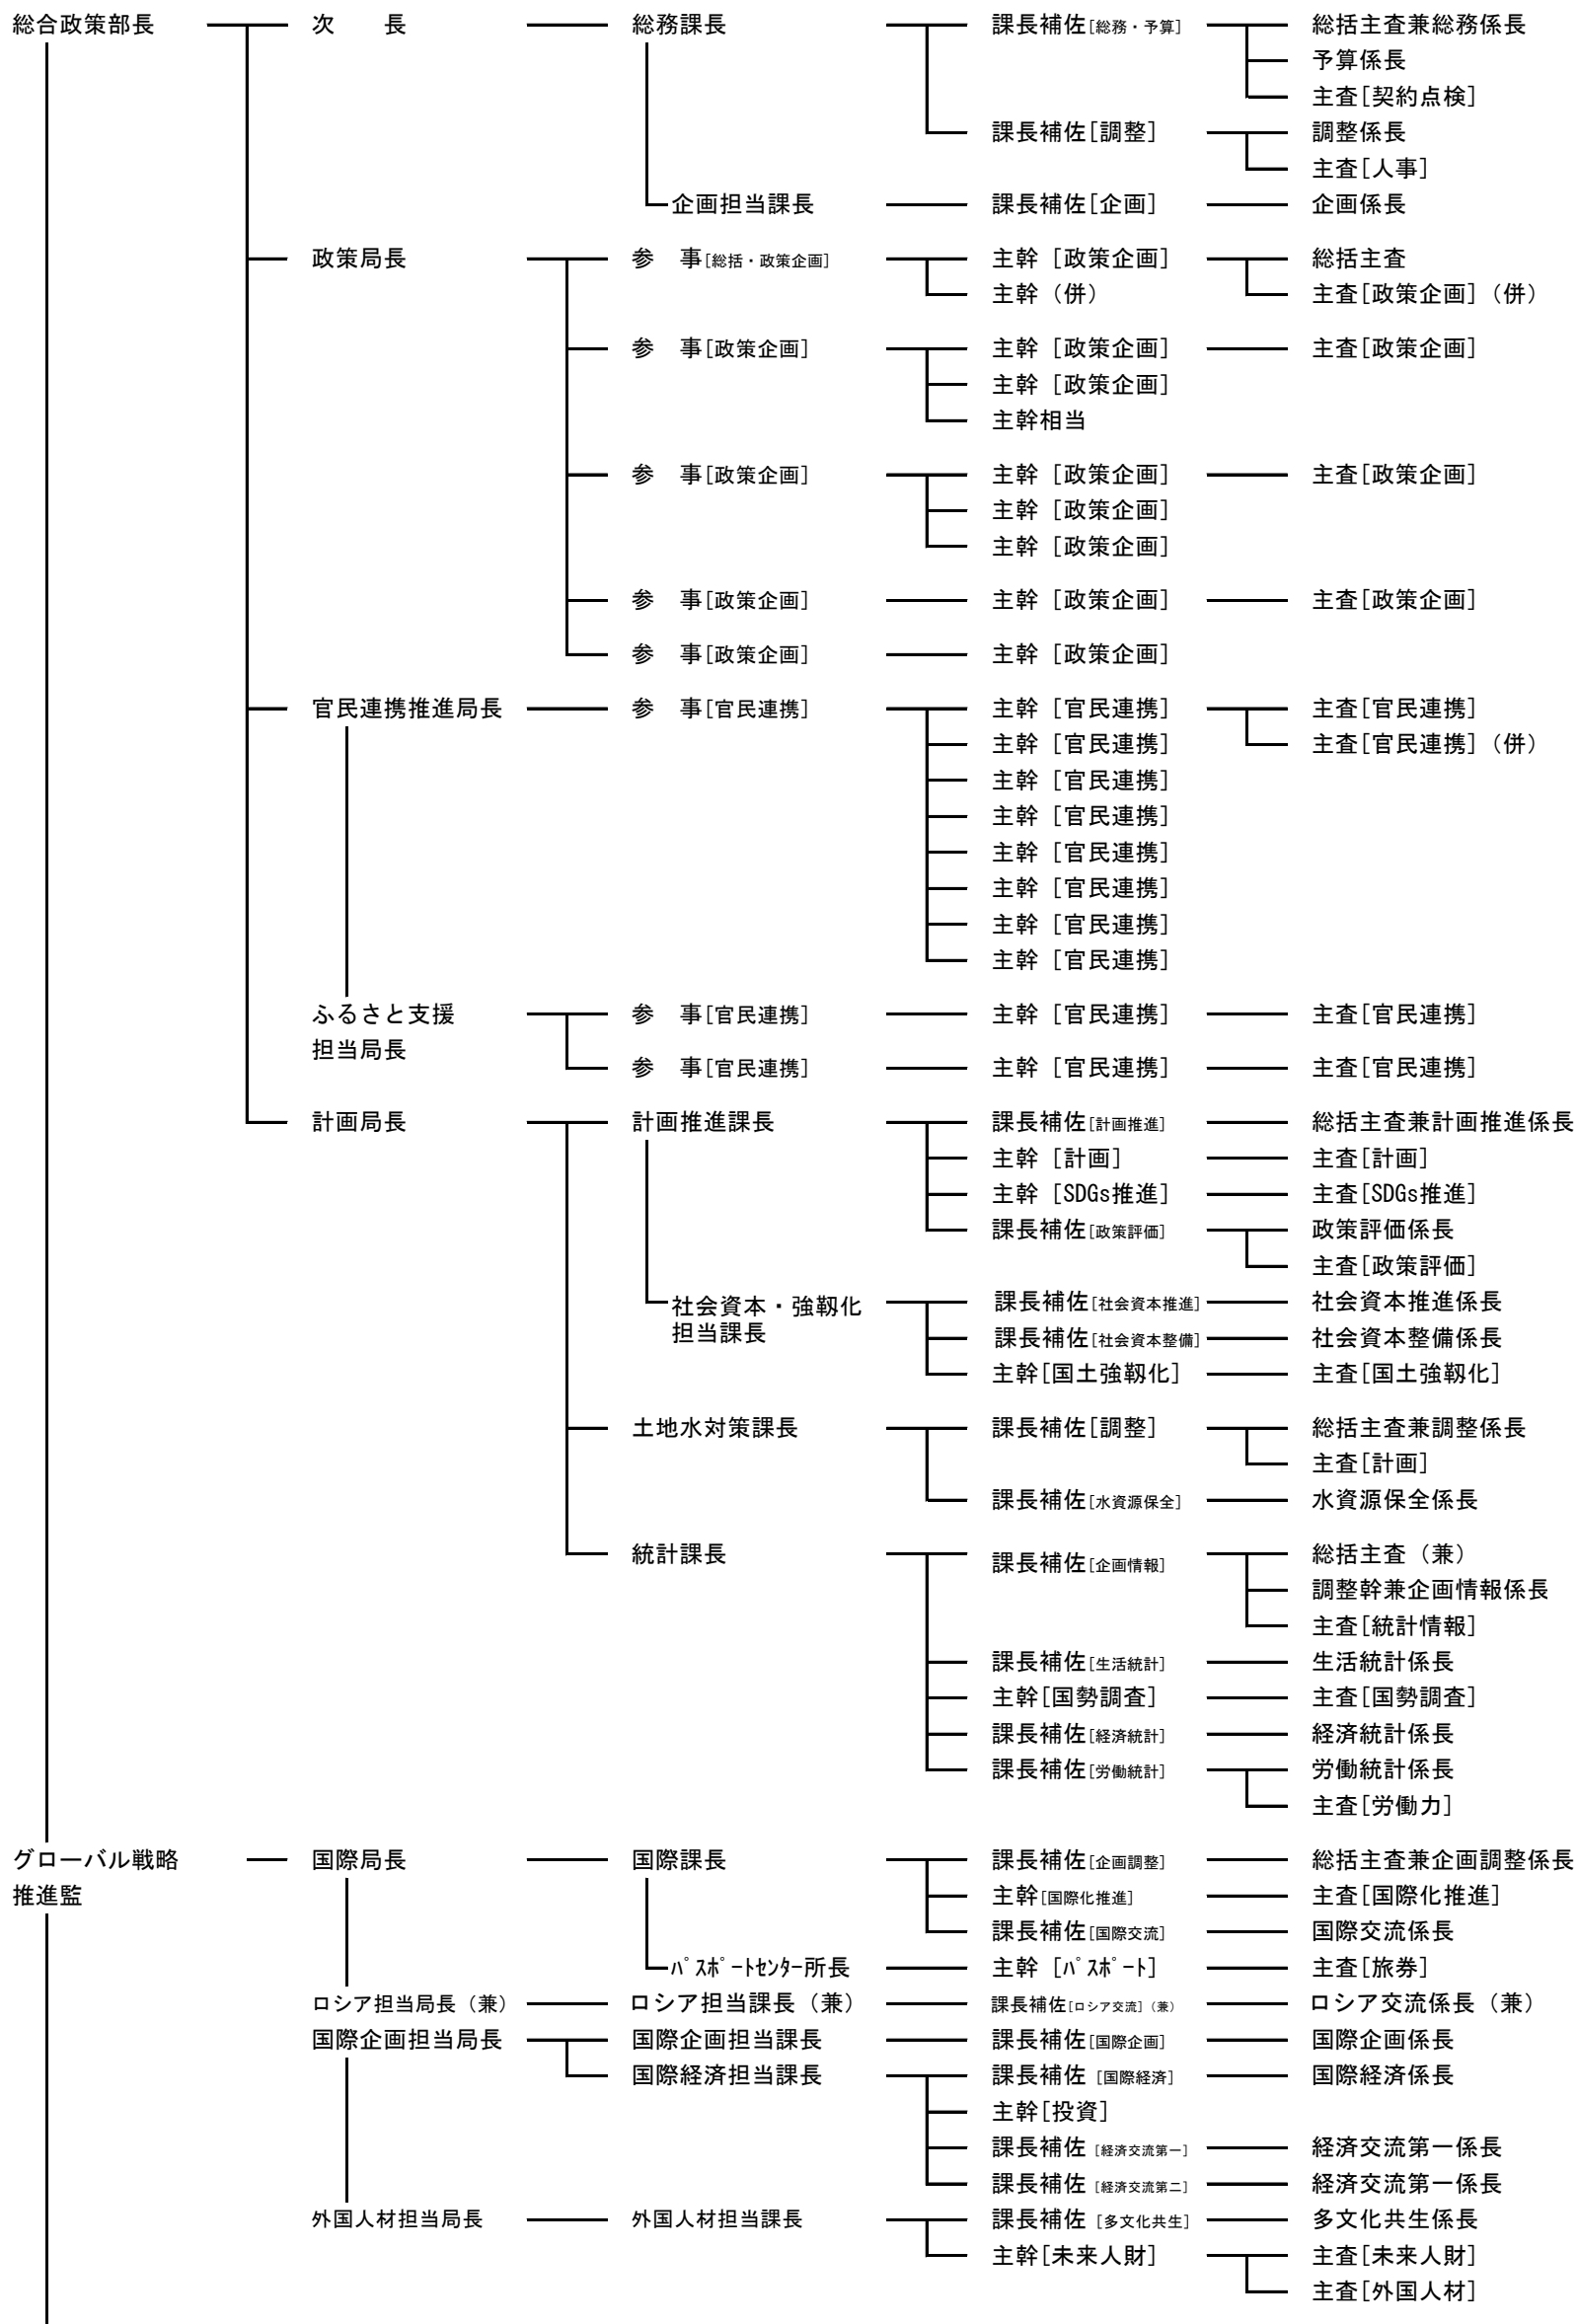 総合政策部長 次　　長 総務課長 課長補佐[総務・予算] 総括主査兼総務係長
予算係長
主査[契約点検]
課長補佐[調整] 調整係長
主査[人事]
企画担当課長 課長補佐[企画] 企画係長
政策局長 参　事[総括・政策企画] 主幹［政策企画］ 総括主査
主幹（併） 主査[政策企画]（併）
参　事[政策企画] 主幹［政策企画］ 主査[政策企画]
主幹［政策企画］
主幹相当
参　事[政策企画] 主幹［政策企画］ 主査[政策企画]
主幹［政策企画］
主幹［政策企画］
参　事[政策企画] 主幹［政策企画］ 主査[政策企画]
参　事[政策企画] 主幹［政策企画］
官民連携推進局長 参　事[官民連携] 主幹［官民連携］ 主査[官民連携]
主幹［官民連携］ 主査[官民連携]（併）
主幹［官民連携］
主幹［官民連携］
主幹［官民連携］
主幹［官民連携］
主幹［官民連携］
主幹［官民連携］
ふるさと支援 参　事[官民連携] 主幹［官民連携］ 主査[官民連携]
担当局長
参　事[官民連携] 主幹［官民連携］ 主査[官民連携]
計画局長 計画推進課長 課長補佐[計画推進] 総括主査兼計画推進係長
主幹［計画］ 主査[計画]
主幹［SDGs推進］ 主査[SDGs推進]
課長補佐[政策評価] 政策評価係長
主査[政策評価]
社会資本・強靱化 課長補佐[社会資本推進] 社会資本推進係長
担当課長 課長補佐[社会資本整備] 社会資本整備係長
主幹[国土強靱化] 主査[国土強靱化]
土地水対策課長 課長補佐[調整] 総括主査兼調整係長
主査[計画]
課長補佐[水資源保全] 水資源保全係長
統計課長 課長補佐[企画情報] 総括主査（兼）
調整幹兼企画情報係長
主査[統計情報]
課長補佐[生活統計] 生活統計係長
主幹[国勢調査] 主査[国勢調査]
課長補佐[経済統計] 経済統計係長
課長補佐[労働統計] 労働統計係長
主査[労働力]
グローバル戦略 国際局長 国際課長 課長補佐[企画調整] 総括主査兼企画調整係長
推進監 主幹[国際化推進] 主査[国際化推進]
課長補佐[国際交流] 国際交流係長
ﾊﾟｽﾎﾟｰﾄｾﾝﾀｰ所長 主幹［ﾊﾟｽﾎﾟｰﾄ］ 主査[旅券]
ロシア担当局長（兼） ロシア担当課長（兼） 課長補佐[ロシア交流]（兼） ロシア交流係長（兼）
国際企画担当局長 国際企画担当課長 課長補佐[国際企画] 国際企画係長
国際経済担当課長 課長補佐［国際経済］ 国際経済係長
主幹[投資]
課長補佐［経済交流第一］ 経済交流第一係長
課長補佐［経済交流第二］ 経済交流第一係長
外国人材担当局長 外国人材担当課長 課長補佐［多文化共生］ 多文化共生係長
主幹[未来人財] 主査[未来人財]
主査[外国人材]